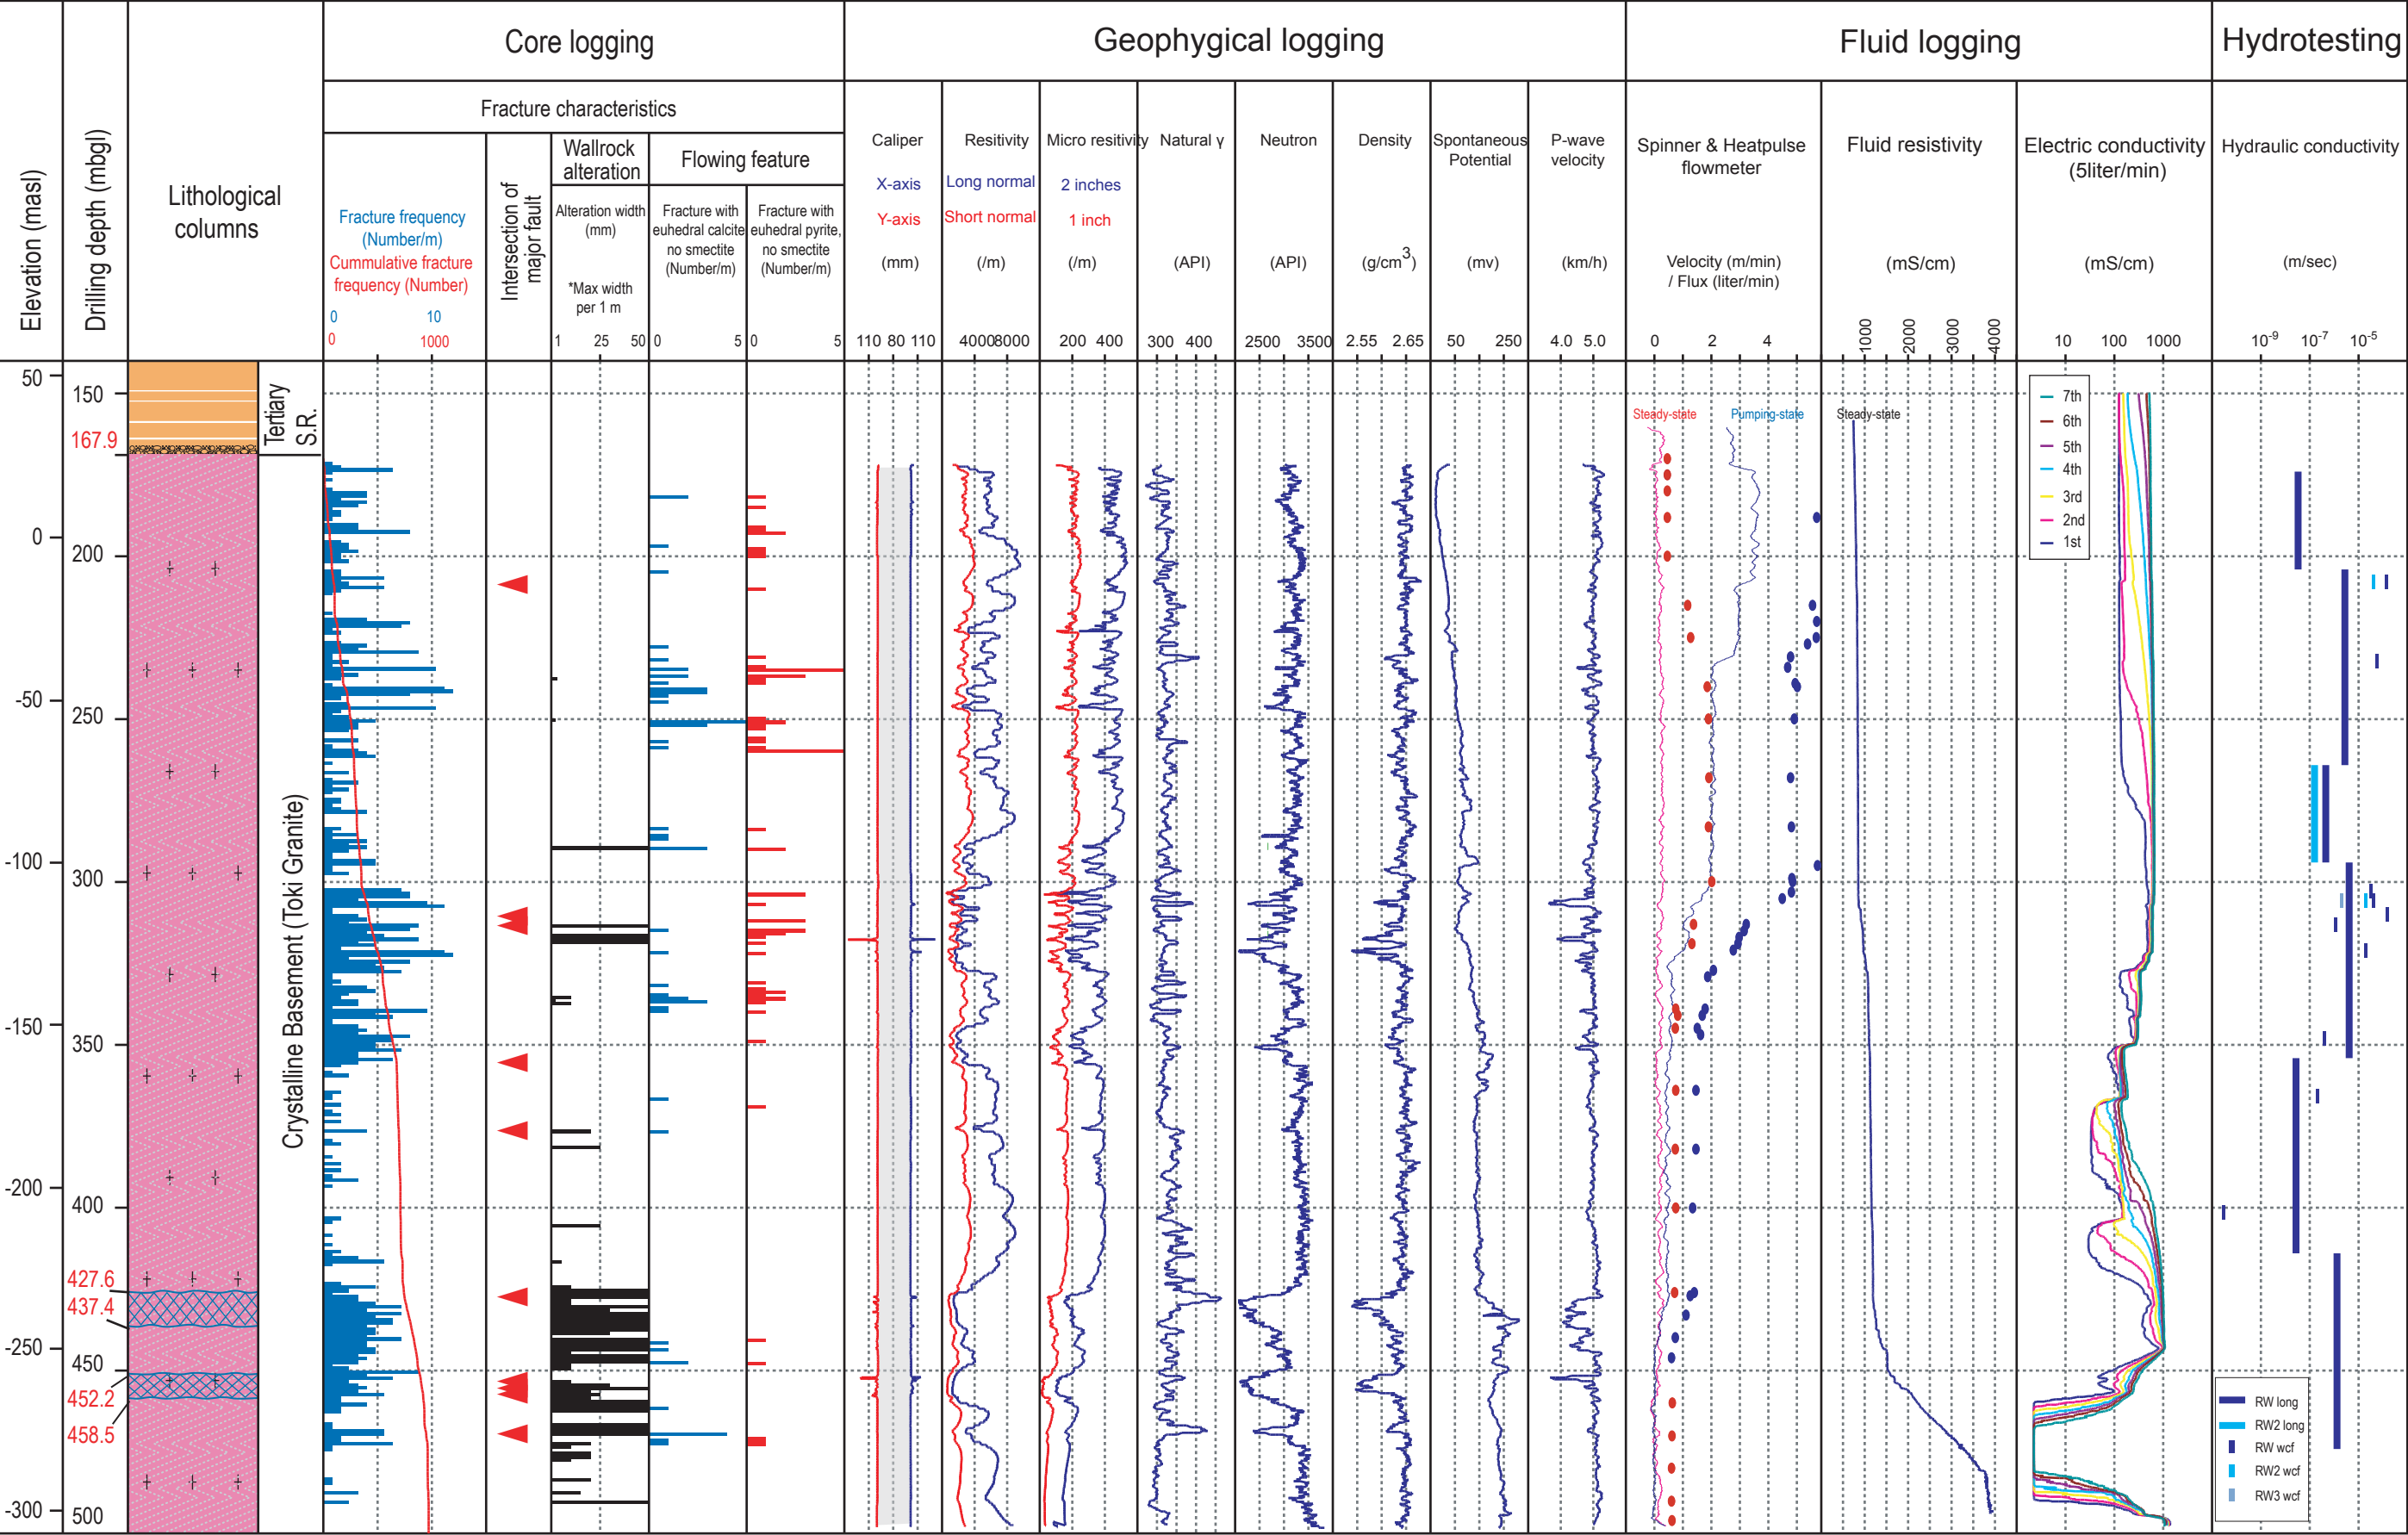 Core logging
Geophygical logging
Fluid logging
Hydrotesting
Elevation (masl)
Drilling depth (mbgl)
Lithological
columns
Fracture characteristics
Fracture frequency
(Number/m)
Cummulative fracture
frequency (Number)
0 10
0 1000
Intersection of
major fault
Wallrock
alteration
Alteration width
(mm)
*Max width
per 1 m
1 25 50
Flowing feature
Fracture with
euhedral calcite
no smectite
(Number/m)
0 5
Fracture with
euhedral pyrite,
no smectite
(Number/m)
0 5
Caliper
X-axis
Y-axis
(mm)
110 80 110
Resitivity
Long normal
Short normal
(/m)
4000 8000
Micro resitivity
2 inches
1 inch
(/m)
200 400
Natural γ
(API)
300 400
Neutron
(API)
2500 3500
Density
(g/cm3)
2.55 2.65
Spontaneous
Potential
(mv)
50 250
P-wave
velocity
(km/h)
4.0 5.0
Spinner & Heatpulse
flowmeter
Velocity (m/min)
/ Flux (liter/min)
0 2 4
Fluid resistivity
(mS/cm)
1000 2000 3000 4000
Electric conductivity
(5liter/min)
(mS/cm)
10 100 1000
Hydraulic conductivity
(m/sec)
10-9 10-7 10-5
50
0
-50
-100
-150
-200
-250
-300
150
167.9
200
250
300
350
400
427.6
437.4
450
452.2
458.5
500
Tertiary
S.R.
Crystalline Basement (Toki Granite)
Steady-state
Pumping-state
Steady-state
7th
6th
5th
4th
3rd
2nd
1st
RW long
RW2 long
RW wcf
RW2 wcf
RW3 wcf